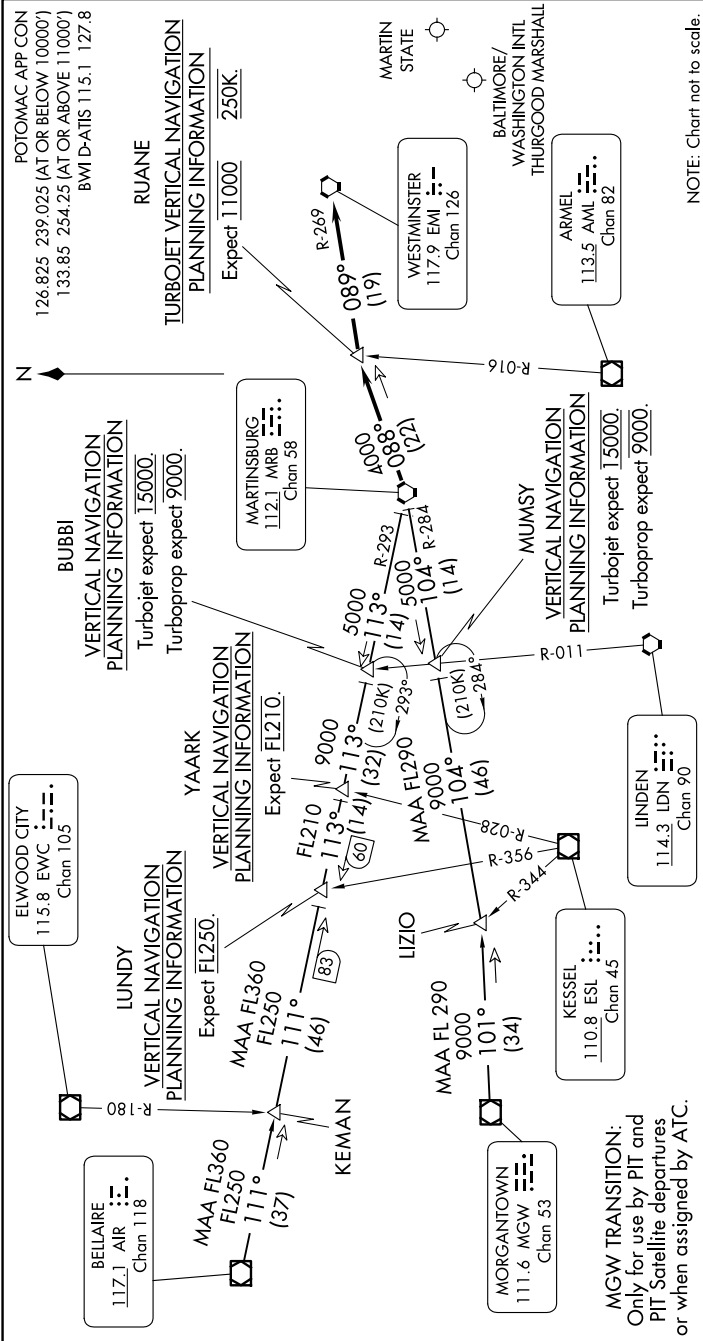 POTOMAC APP CON
126.825 239.025 (AT OR BELOW 10000')
133.85 254.25 (AT OR ABOVE 11000')
BWI D-ATIS 115.1 127.8
N
ELWOOD CITY
115.8 EWC
Chan 105
BELLAIRE
117.1 AIR
Chan 118
R-180
MAA FL360
FL250
111°
(37)
KEMAN
LUNDY
VERTICAL NAVIGATION
PLANNING INFORMATION
Expect FL250.
MAA FL360
FL250
111°
(46)
83
60
YAARK
VERTICAL NAVIGATION
PLANNING INFORMATION
Expect FL210.
FL210
113°
(14)
9000
113°
(32)
BUBBI
VERTICAL NAVIGATION
PLANNING INFORMATION
Turbojet expect 15000.
Turboprop expect 9000.
(210K)
293°
5000
113°
(14)
R-293
R-284
MARTINSBURG
112.1 MRB
Chan 58
4000
088°
(22)
RUANE
TURBOJET VERTICAL NAVIGATION
PLANNING INFORMATION
Expect 11000 250K.
089°
(19)
R-269
WESTMINSTER
117.9 EMI
Chan 126
MARTIN
STATE
BALTIMORE/
WASHINGTON INTL
THURGOOD MARSHALL
R-016
ARMEL
113.5 AML
Chan 82
MORGANTOWN
111.6 MGW
Chan 53
MAA FL 290
9000
101°
(34)
LIZIO
MAA FL290
9000
104°
(46)
R-344
R-356
R-028
KESSEL
110.8 ESL
Chan 45
(210K)
284°
5000
104°
(14)
MUMSY
VERTICAL NAVIGATION
PLANNING INFORMATION
Turbojet expect 15000.
Turboprop expect 9000.
R-011
LINDEN
114.3 LDN
Chan 90
MGW TRANSITION:
Only for use by PIT and
PIT Satellite departures
or when assigned by ATC.
NOTE: Chart not to scale.